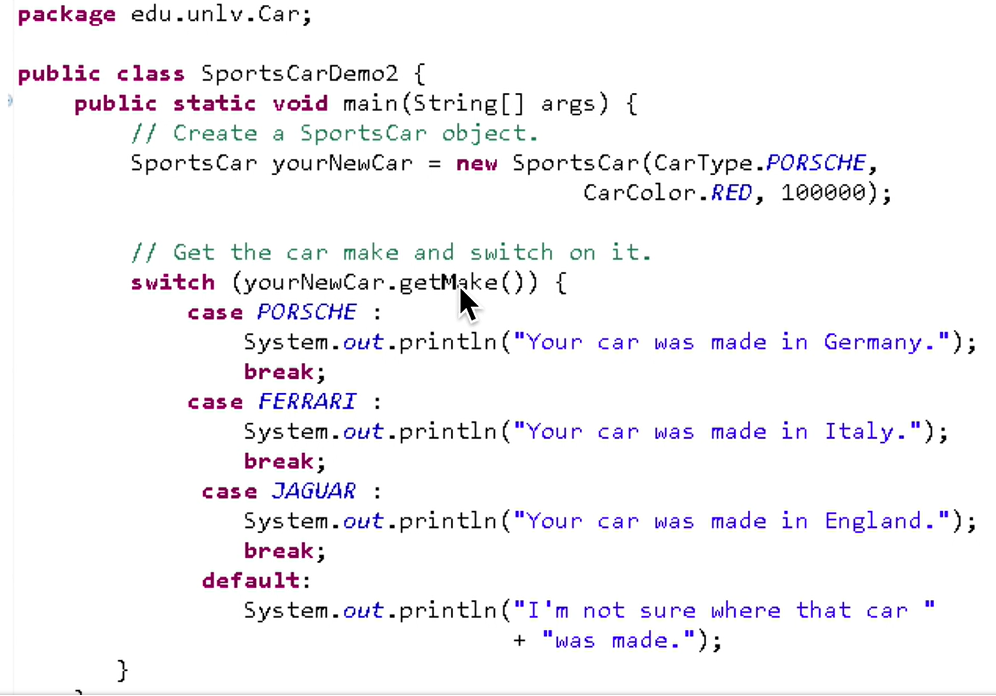 package edu.unlv.Car;
public class SportsCarDemo2 {
public static void main(String[] args) {
// Create a SportsCar object.
SportsCar yourNewCar = new SportsCar(CarType.PORSCHE,
CarColor.RED, 100000);
// Get the car make and switch on it.
switch (yourNewCar.getMake()) {
case PORSCHE :
System.out.println("Your car was made in Germany.");
break;
case FERRARI :
System.out.println("Your car was made in Italy.");
break;
case JAGUAR :
System.out.println("Your car was made in England.");
break;
default:
System.out.println("I'm not sure where that car "
+ "was made.");
}
}